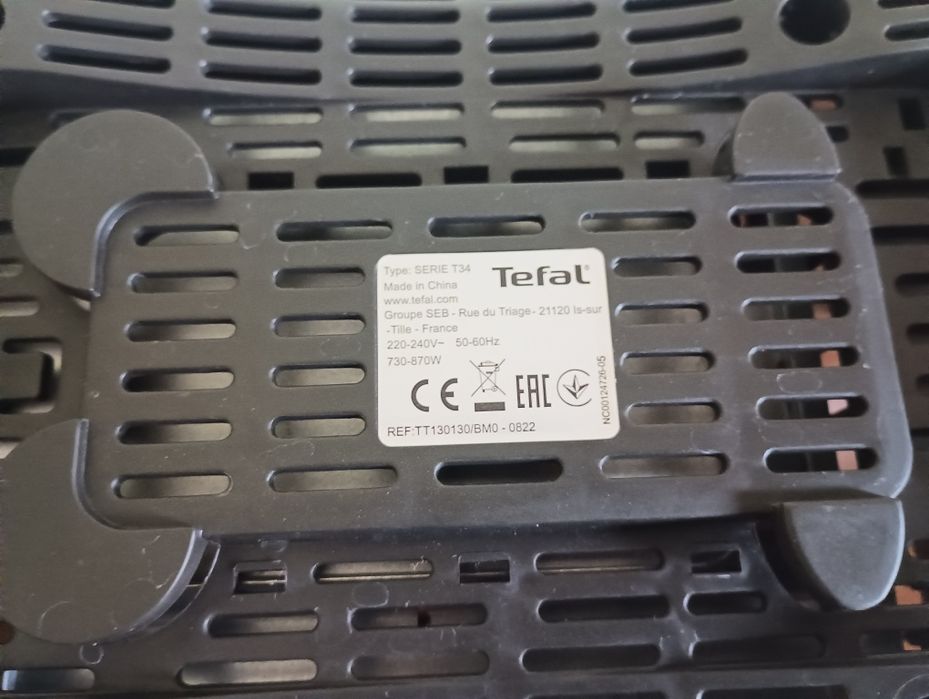 Type: SERIE T34
Tefal
Made in China
www.tefal.com
Groupe SEB - Rue du Triage- 21120 Is-sur
-Tille - France
220-240V~ 50-60Hz
730-870W
CE
EAC
NC00124726-05
REF:TT130130/BM0 - 0822